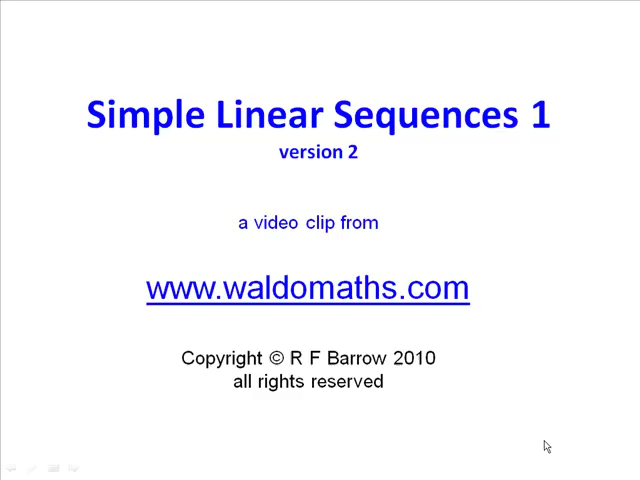 Simple Linear Sequences 1
version 2
a video clip from
www.waldomaths.com
Copyright © R F Barrow 2010
all rights reserved